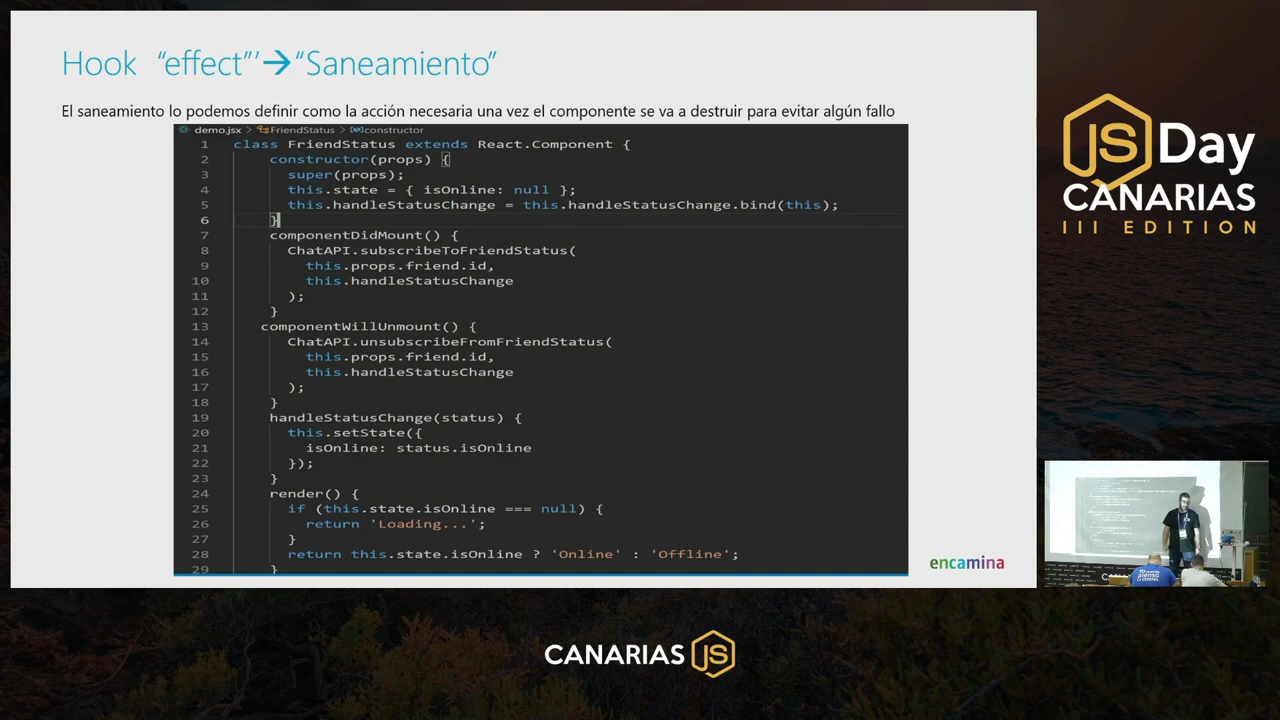 Hook “effect”’→“Saneamiento”
El saneamiento lo podemos definir como la acción necesaria una vez el componente se va a destruir para evitar algún fallo
demo.jsx > FriendStatus > constructor
1 class FriendStatus extends React.Component {
2 constructor(props) {
3 super(props);
4 this.state = { isOnline: null };
5 this.handleStatusChange = this.handleStatusChange.bind(this);
6 }
7 componentDidMount() {
8 ChatAPI.subscribeToFriendStatus(
9 this.props.friend.id,
10 this.handleStatusChange
11 );
12 }
13 componentWillUnmount() {
14 ChatAPI.unsubscribeFromFriendStatus(
15 this.props.friend.id,
16 this.handleStatusChange
17 );
18 }
19 handleStatusChange(status) {
20 this.setState({
21 isOnline: status.isOnline
22 });
23 }
24 render() {
25 if (this.state.isOnline === null) {
26 return 'Loading...';
27 }
28 return this.state.isOnline ? 'Online' : 'Offline';
29 }
encamina
JS Day
CANARIAS
III EDITION
CANARIAS JS